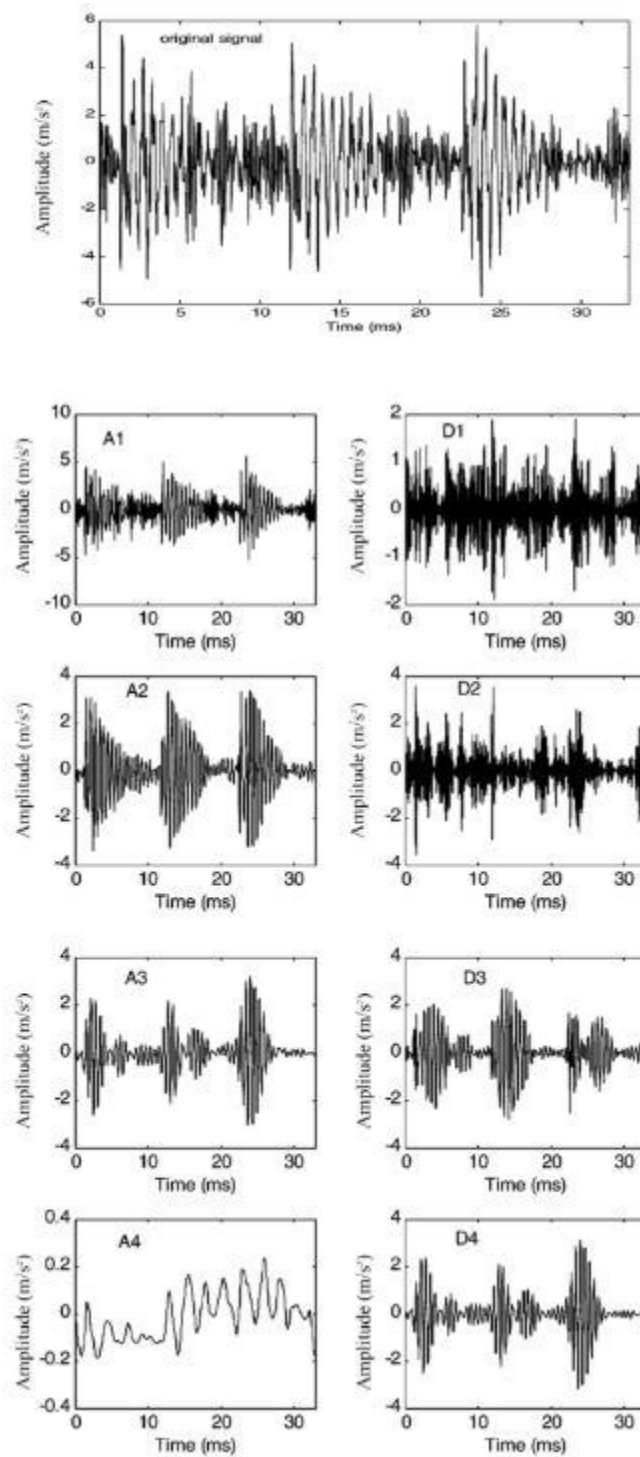 original signal
Amplitude (m/s²)
6
4
2
0
-2
-4
-6
0 5 10 15 20 25 30
Time (ms)
A1
Amplitude (m/s²)
10
5
0
-5
-10
0 10 20 30
Time (ms)
D1
Amplitude (m/s²)
2
1
0
-1
-2
0 10 20 30
Time (ms)
A2
Amplitude (m/s²)
4
2
0
-2
-4
0 10 20 30
Time (ms)
D2
Amplitude (m/s²)
4
2
0
-2
-4
0 10 20 30
Time (ms)
A3
Amplitude (m/s²)
4
2
0
-2
-4
0 10 20 30
Time (ms)
D3
Amplitude (m/s²)
4
2
0
-2
-4
0 10 20 30
Time (ms)
A4
Amplitude (m/s²)
0.4
0.2
0
-0.2
-0.4
0 10 20 30
Time (ms)
D4
Amplitude (m/s²)
4
2
0
-2
4
0 10 20 30
Time (ms)